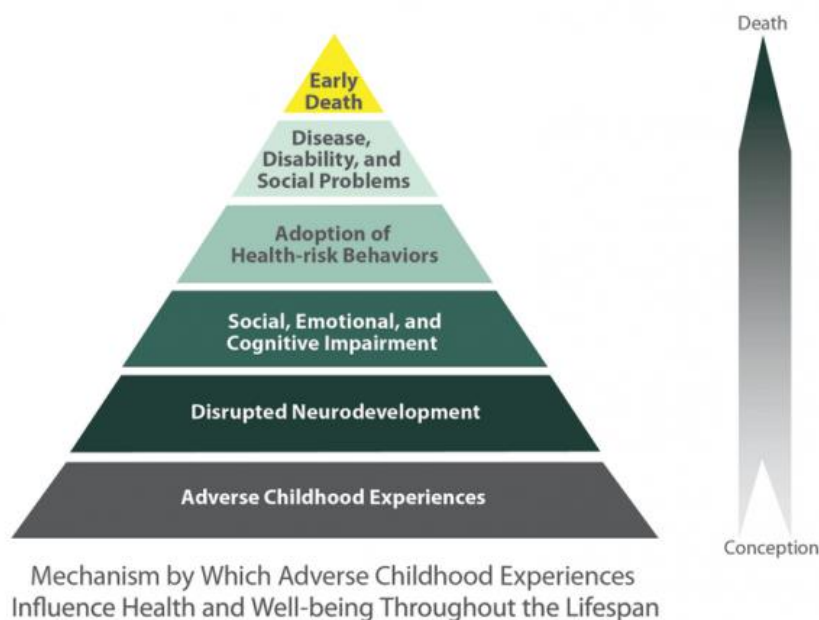 Death
Early
Death
Disease,
Disability, and
Social Problems
Adoption of
Health-risk Behaviors
Social, Emotional, and
Cognitive Impairment
Disrupted Neurodevelopment
Adverse Childhood Experiences
Conception
Mechanism by Which Adverse Childhood Experiences
Influence Health and Well-being Throughout the Lifespan